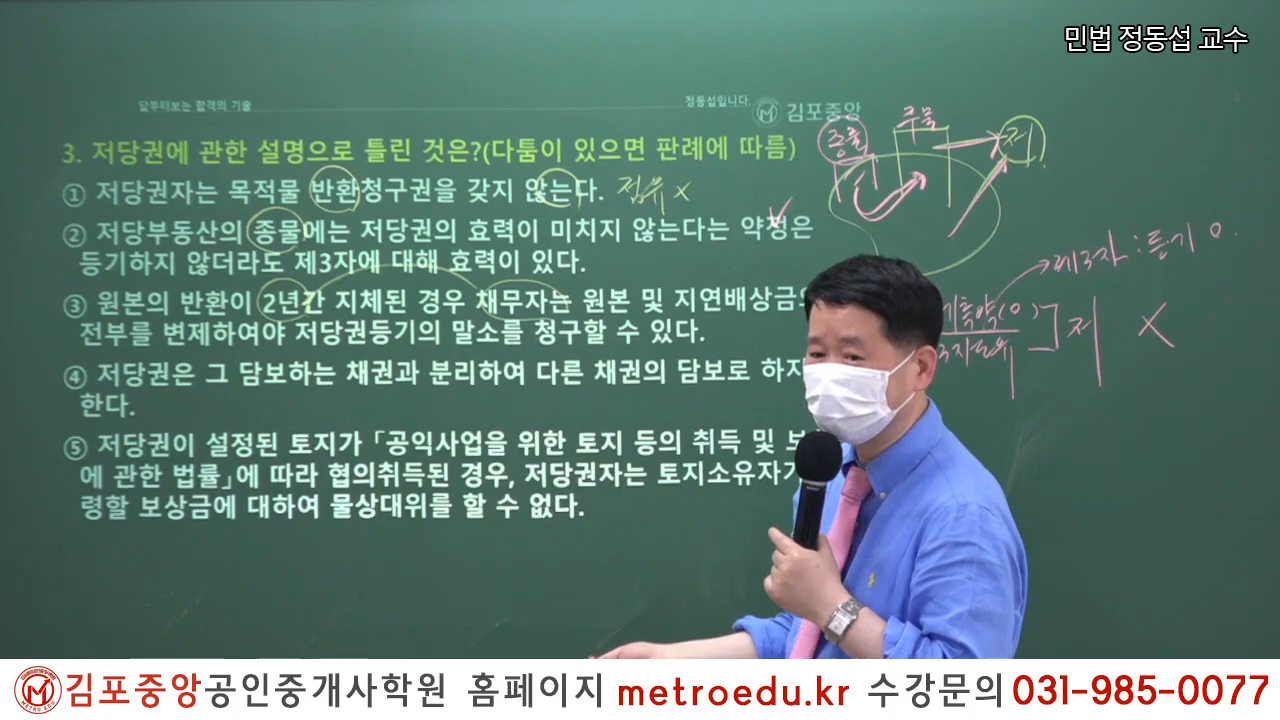 민법 정동섭 교수
답부터보는 합격의 기술
정동섭입니다.
김포중앙
3. 저당권에 관한 설명으로 틀린 것은?(다툼이 있으면 판례에 따름)
① 저당권자는 목적물 반환청구권을 갖지 않는다. 점유 ×
② 저당부동산의 종물에는 저당권의 효력이 미치지 않는다는 약정은
등기하지 않더라도 제3자에 대해 효력이 있다.
③ 원본의 반환이 2년간 지체된 경우 채무자는 원본 및 지연배상금의
전부를 변제하여야 저당권등기의 말소를 청구할 수 있다.
④ 저당권은 그 담보하는 채권과 분리하여 다른 채권의 담보로 하지
한다.
⑤ 저당권이 설정된 토지가 「공익사업을 위한 토지 등의 취득 및 보
에 관한 법률」에 따라 협의취득된 경우, 저당권자는 토지소유자가
령할 보상금에 대하여 물상대위를 할 수 없다.
종물
주물
저
제3자 : 등기 o.
특약(o)
저 X
김포중앙공인중개사학원 홈페이지 metroedu.kr 수강문의 031-985-0077